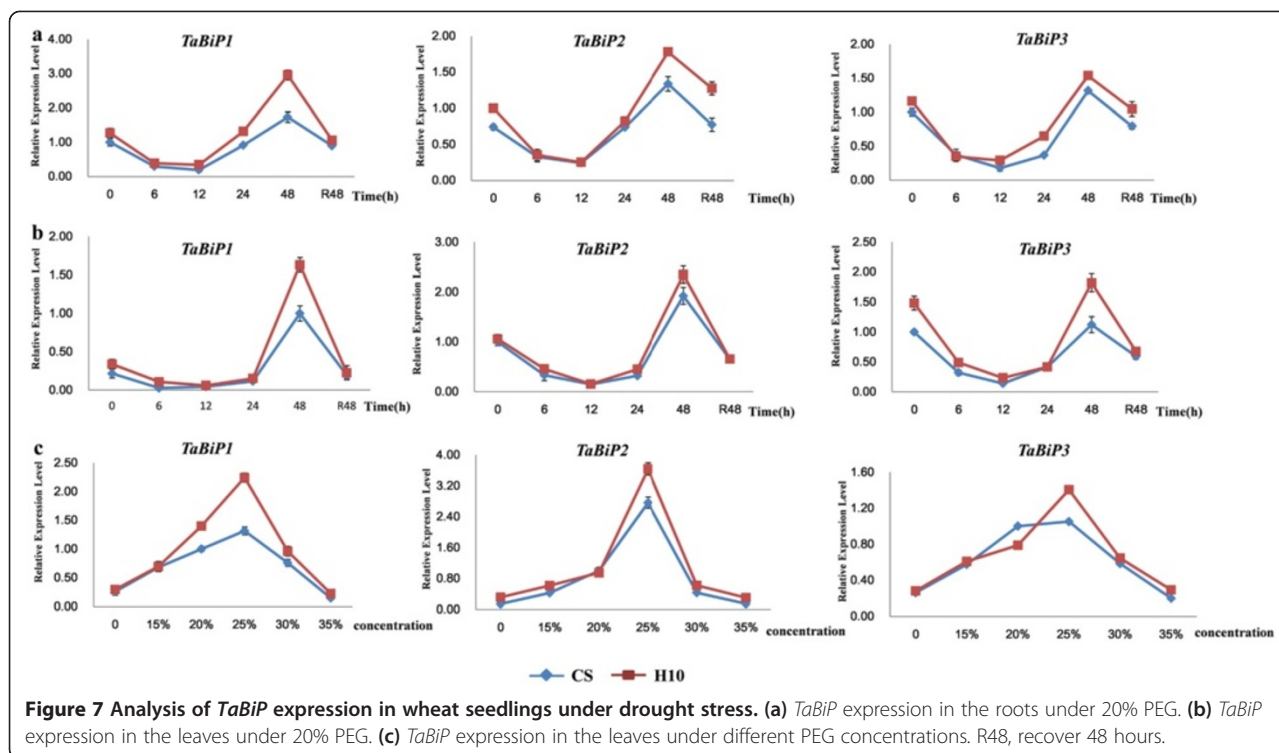 a
TaBiP1
Relative Expression Level
4.00
3.00
2.00
1.00
0.00
0 6 12 24 48 R48 Time(h)
TaBiP2
Relative Expression Level
2.00
1.50
1.00
0.50
0.00
0 6 12 24 48 R48 Time(h)
TaBiP3
Relative Expression Level
2.00
1.50
1.00
0.50
0.00
0 6 12 24 48 R48 Time(h)
b
TaBiP1
Relative Expression Level
2.00
1.50
1.00
0.50
0.00
0 6 12 24 48 R48 Time(h)
TaBiP2
Relative Expression Level
3.00
2.00
1.00
0.00
0 6 12 24 48 R48 Time(h)
TaBiP3
Relative Expression Level
2.50
2.00
1.50
1.00
0.50
0.00
0 6 12 24 48 R48 Time(h)
c
TaBiP1
Relative Expression Level
2.50
2.00
1.50
1.00
0.50
0.00
0 15% 20% 25% 30% 35% concentration
TaBiP2
Relative Expression Level
4.00
3.20
2.40
1.60
0.80
0.00
0 15% 20% 25% 30% 35% concentration
TaBiP3
Relative Expression Level
1.60
1.20
0.80
0.40
0.00
0 15% 20% 25% 30% 35% concentration
CS H10
Figure 7 Analysis of TaBiP expression in wheat seedlings under drought stress. (a) TaBiP expression in the roots under 20% PEG. (b) TaBiP
expression in the leaves under 20% PEG. (c) TaBiP expression in the leaves under different PEG concentrations. R48, recover 48 hours.